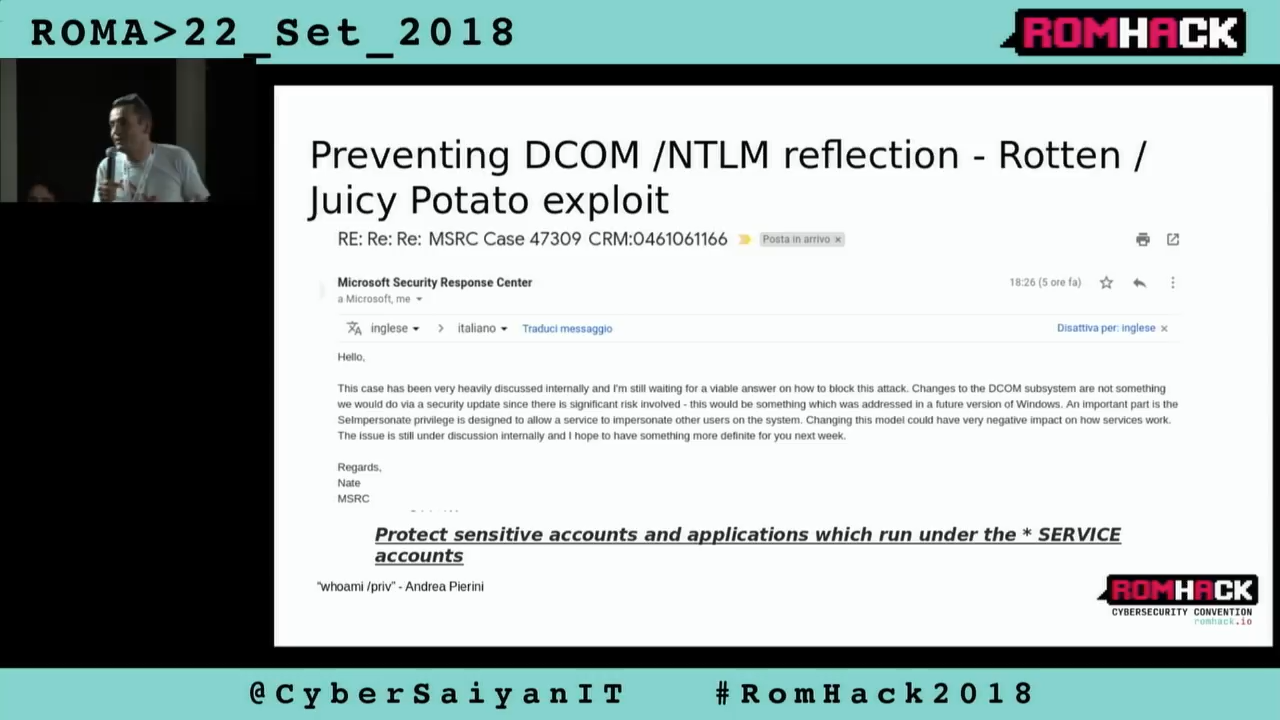 ROMA>22_Set_2018
ROMHACK
Preventing DCOM /NTLM reflection - Rotten /
Juicy Potato exploit
RE: Re: Re: MSRC Case 47309 CRM:0461061166
Posta in arrivo ×
Microsoft Security Response Center
18:26 (5 ore fa)
a Microsoft, me
inglese > italiano Traduci messaggio
Disattiva per: inglese ×
Hello,
This case has been very heavily discussed internally and I'm still waiting for a viable answer on how to block this attack. Changes to the DCOM subsystem are not something
we would do via a security update since there is significant risk involved - this would be something which was addressed in a future version of Windows. An important part is the
SeImpersonate privilege is designed to allow a service to impersonate other users on the system. Changing this model could have very negative impact on how services work.
The issue is still under discussion internally and I hope to have something more definite for you next week.
Regards,
Nate
MSRC
Protect sensitive accounts and applications which run under the * SERVICE
accounts
"whoami /priv" - Andrea Pierini
ROMHACK
CYBERSECURITY CONVENTION
romhack.io
@CyberSaiyanIT
#RomHack2018